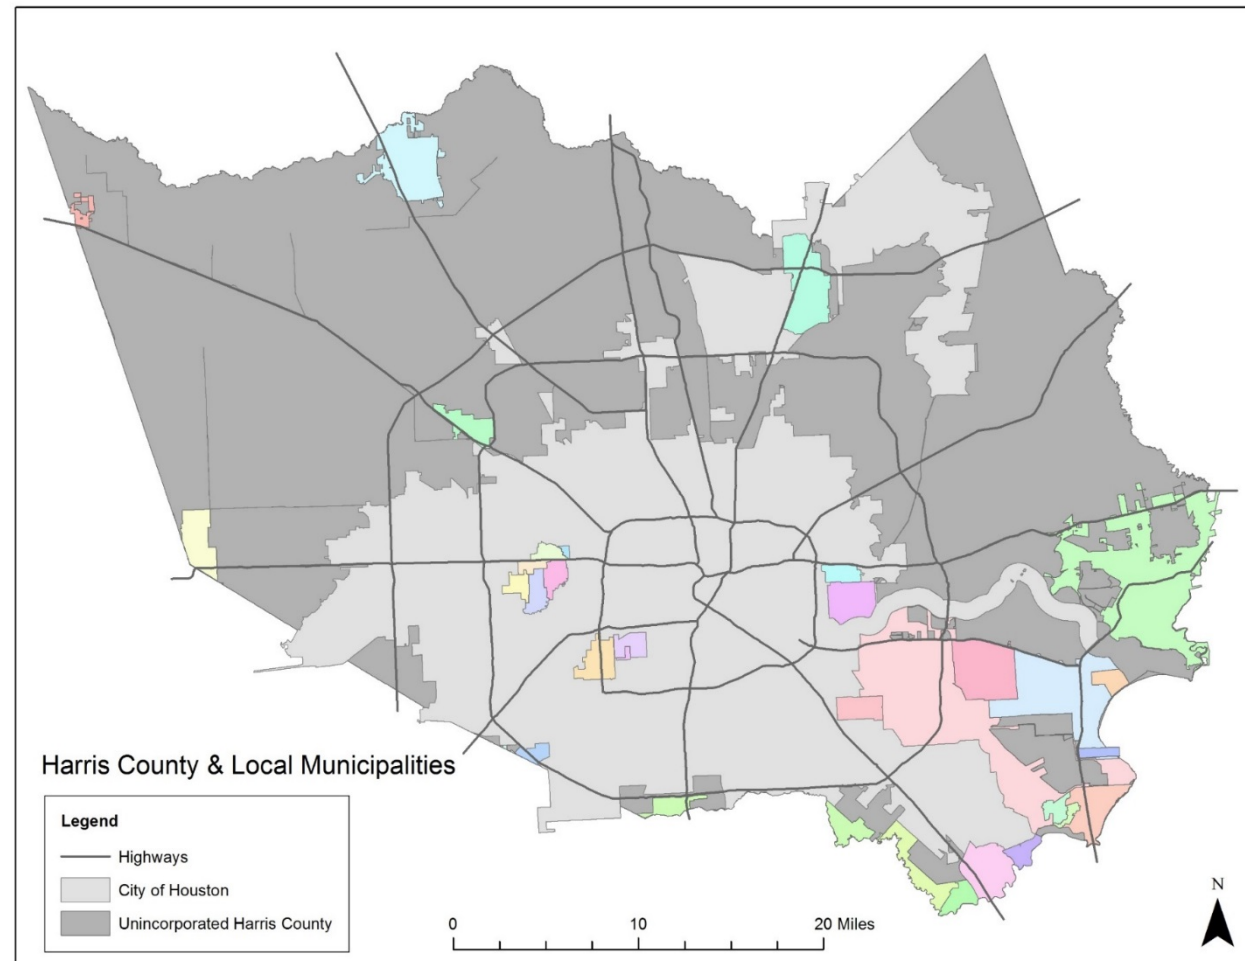 Harris County & Local Municipalities
Legend
Highways
City of Houston
Unincorporated Harris County
0 10 20 Miles
N